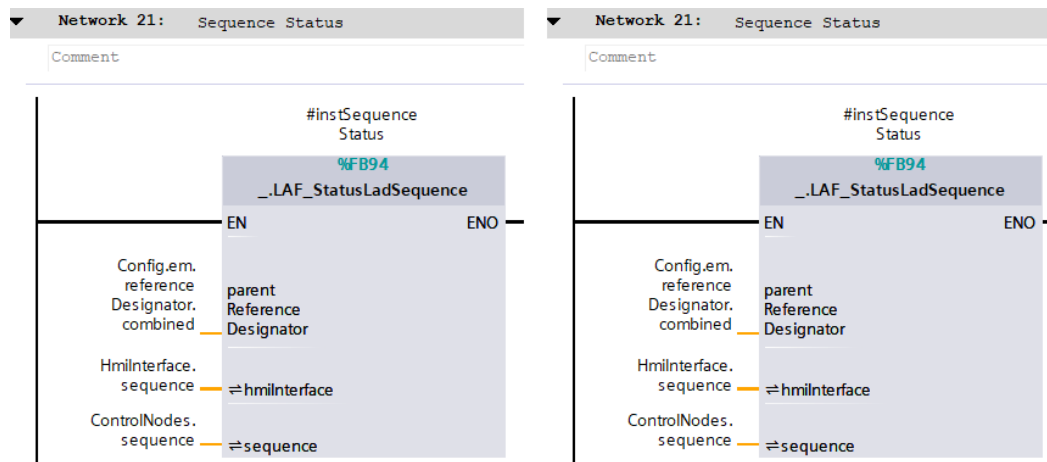 Network 21: Sequence Status
Comment
#instSequence
Status
%FB94
_.LAF_StatusLadSequence
EN ENO
Config.em.
reference
Designator.
combined
parent
Reference
Designator
HmiInterface.
sequence
⇌hmiInterface
ControlNodes.
sequence
⇌sequence
Network 21: Sequence Status
Comment
#instSequence
Status
%FB94
_.LAF_StatusLadSequence
EN ENO
Config.em.
reference
Designator.
combined
parent
Reference
Designator
HmiInterface.
sequence
⇌hmiInterface
ControlNodes.
sequence
⇌sequence